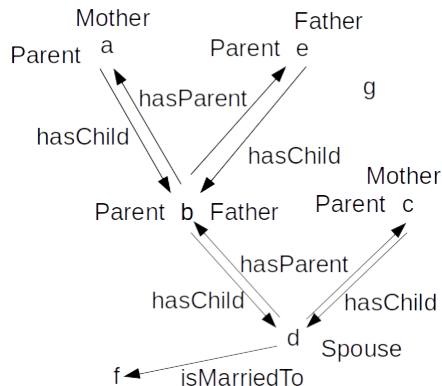 Mother
Father
Parent a
Parent e
hasParent
g
hasChild
hasChild
Mother
Parent b Father
Parent c
hasParent
hasChild
hasChild
d
Spouse
f
isMarriedTo